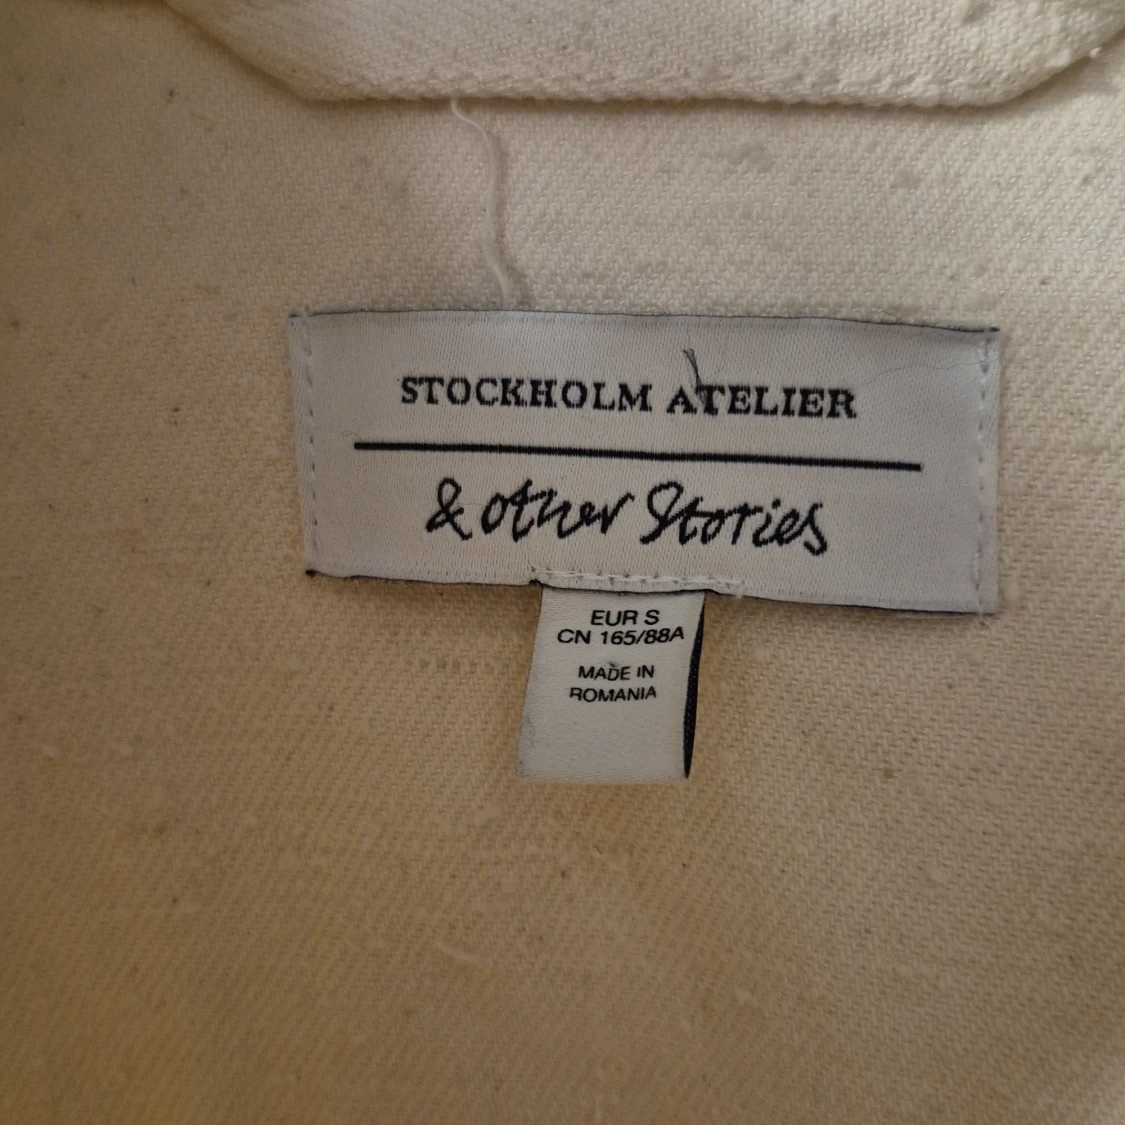 STOCKHOLM ATELIER
& other Stories
EUR S
CN 165/88A
MADE IN
ROMANIA